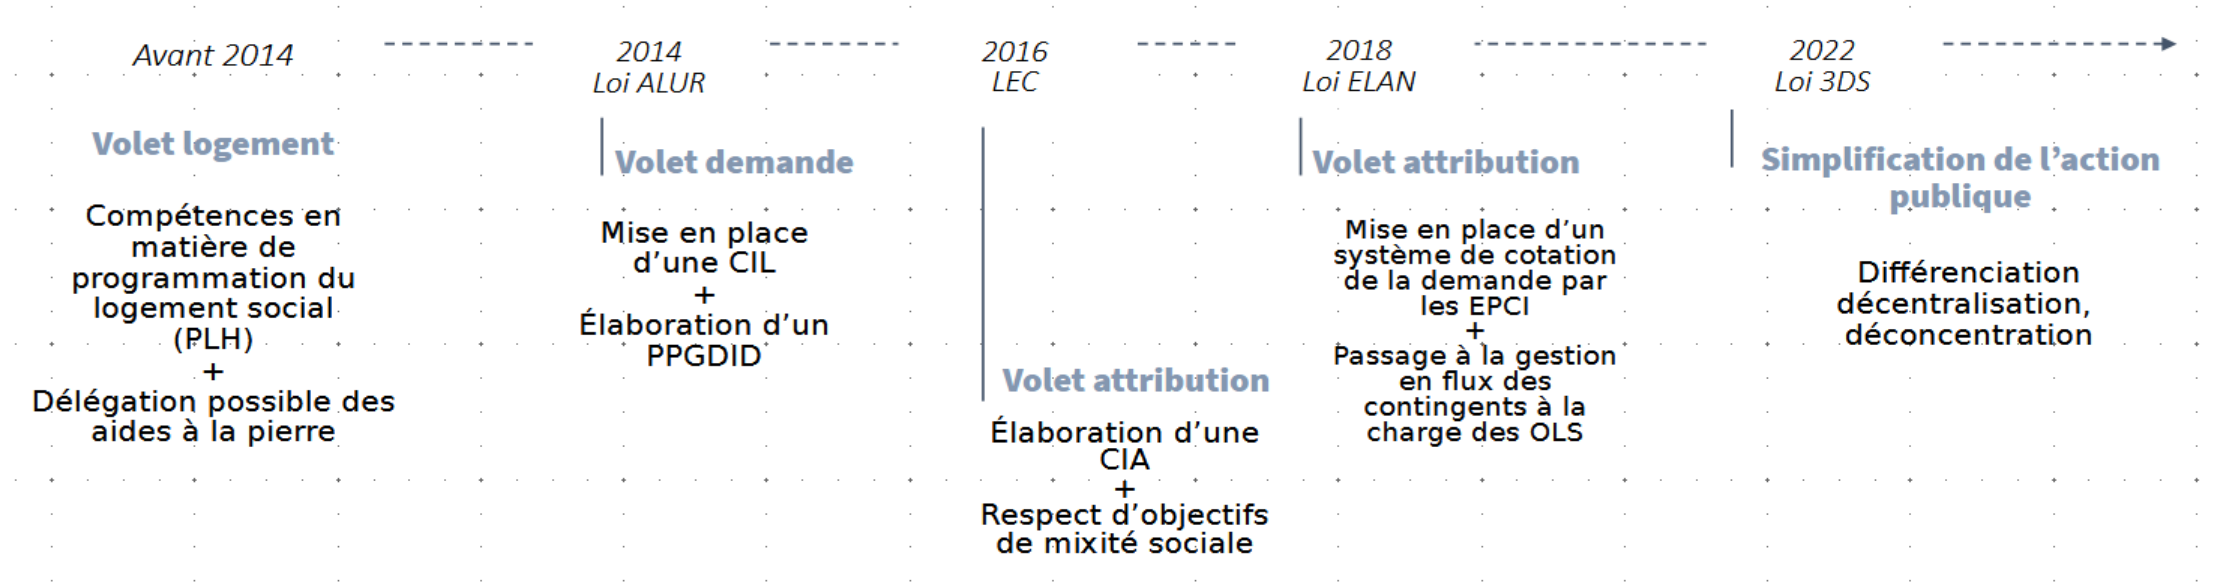 Avant 2014
Volet logement
Compétences en
matière de
programmation du
logement social
(PLH)
+
Délégation possible des
aides à la pierre
2014
Loi ALUR
Volet demande
Mise en place
d’une CIL
+
Élaboration d’un
PPGDID
2016
LEC
Volet attribution
Élaboration d’une
CIA
+
Respect d’objectifs
de mixité sociale
2018
Loi ELAN
Volet attribution
Mise en place d’un
système de cotation
de la demande par
les EPCI
+
Passage à la gestion
en flux des
contingents à la
charge des OLS
2022
Loi 3DS
Simplification de l’action
publique
Différenciation
décentralisation,
déconcentration